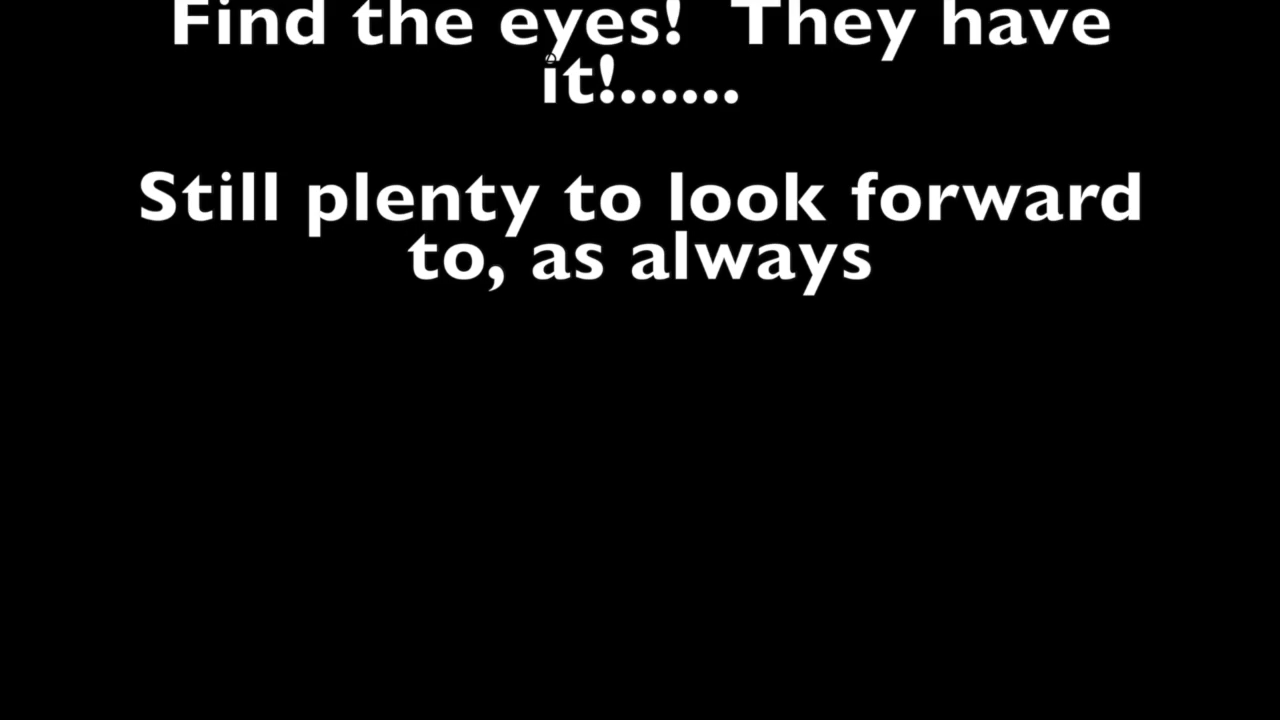 Find the eyes!  They have
it!......
Still plenty to look forward
to, as always